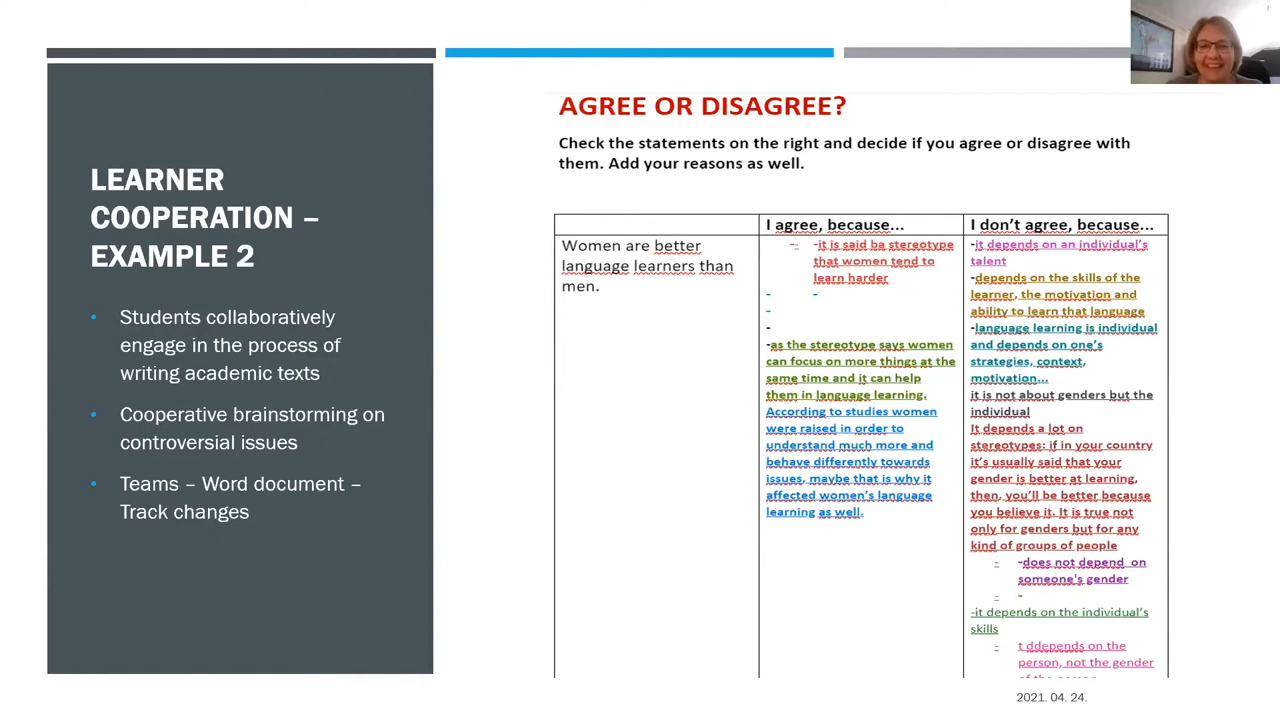 LEARNER
COOPERATION –
EXAMPLE 2
• Students collaboratively
engage in the process of
writing academic texts
• Cooperative brainstorming on
controversial issues
• Teams – Word document –
Track changes
AGREE OR DISAGREE?
Check the statements on the right and decide if you agree or disagree with
them. Add your reasons as well.
I agree, because...
I don't agree, because...
Women are better
language learners than
men.
- -it is said ba stereotype
that women tend to
learn harder
- -
-
-
-as the stereotype says women
can focus on more things at the
same time and it can help
them in language learning.
According to studies women
were raised in order to
understand much more and
behave differently towards
issues, maybe that is why it
affected women's language
learning as well.
-it depends on an individual's
talent
-depends on the skills of the
learner, the motivation and
ability to learn that language
-language learning is individual
and depends on one's
strategies, context,
motivation...
it is not about genders but the
individual
It depends a lot on
stereotypes: if in your country
it's usually said that your
gender is better at learning,
then, you'll be better because
you believe it. It is true not
only for genders but for any
kind of groups of people
- -does not depend on
someone's gender
- -
-it depends on the individual's
skills
- t ddepends on the
person, not the gender
2021. 04. 24.